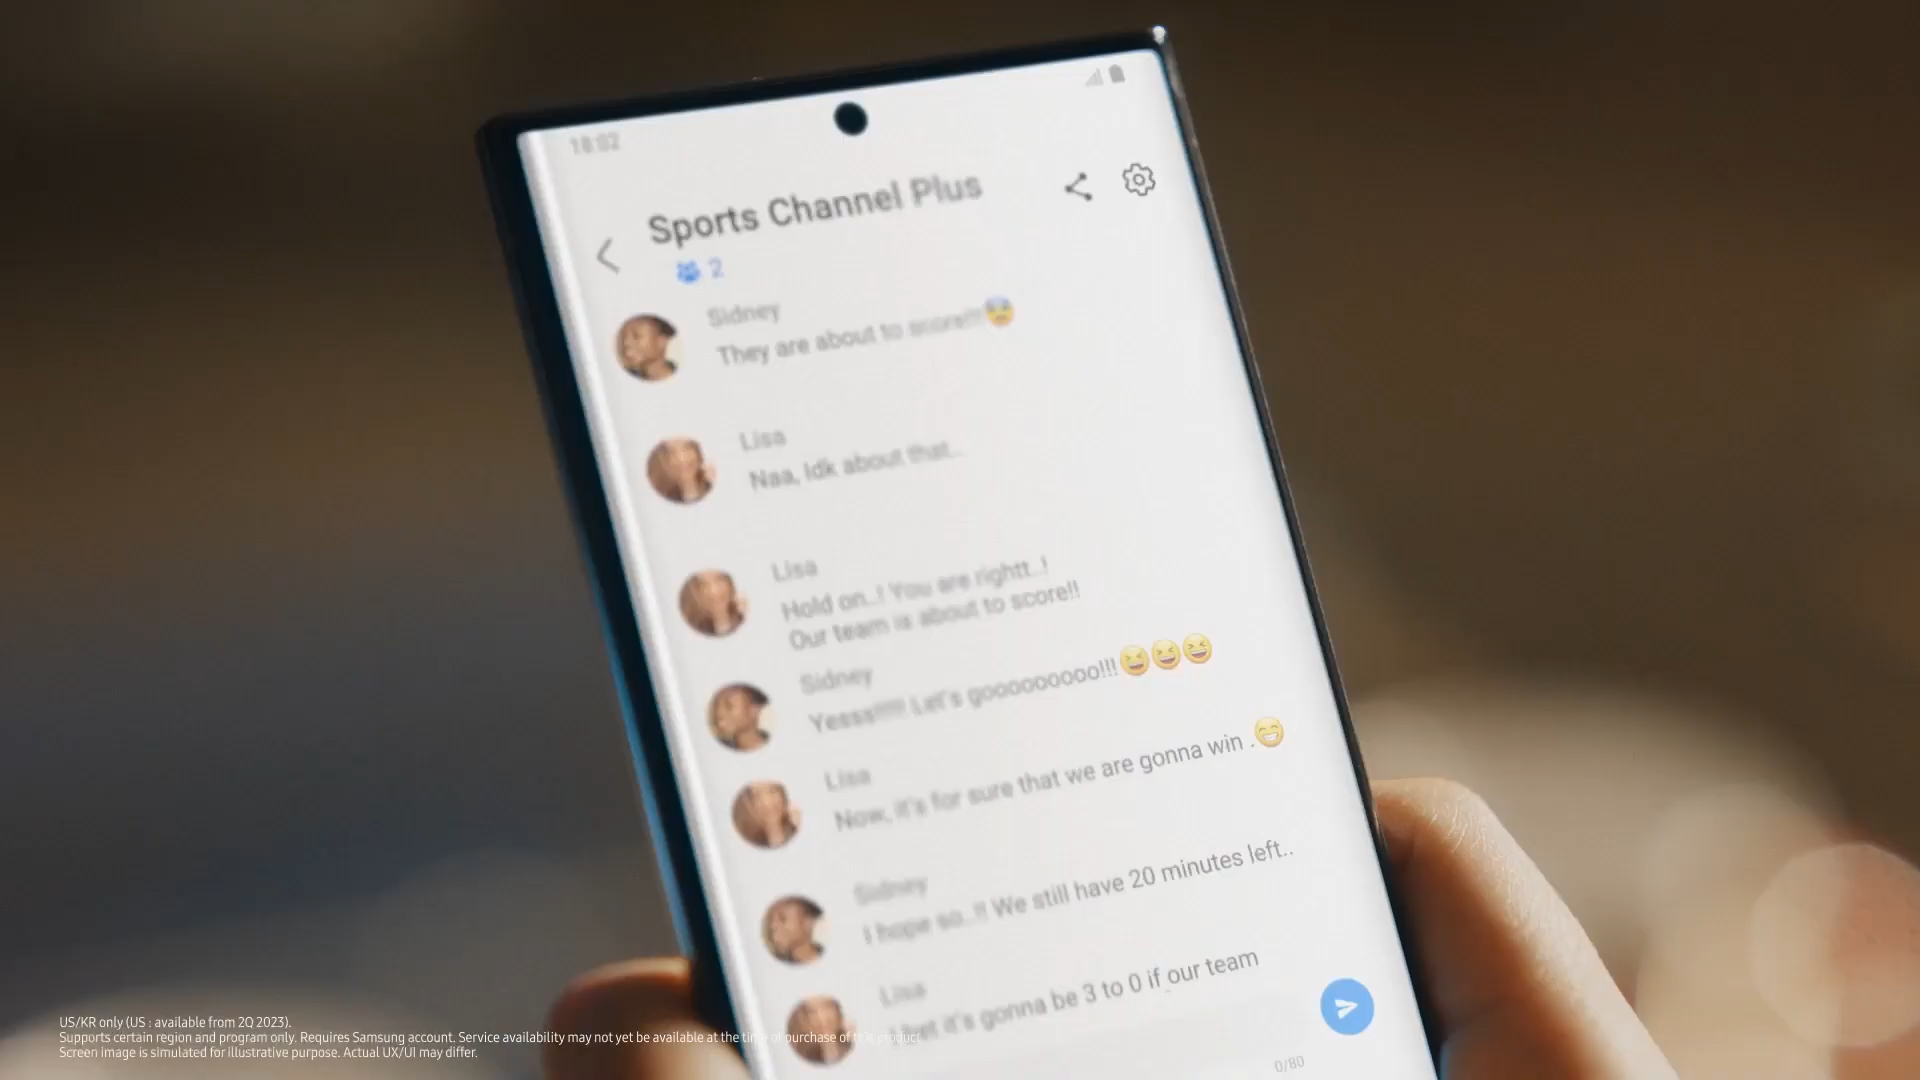 18:02
Sports Channel Plus
2
Sidney
They are about to score!!!😨
Lisa
Naa, Idk about that..
Lisa
Hold on..! You are rightt..!
Our team is about to score!!
Sidney
Yesss!!!!! Let's gooooooooo!!!😆😆😆
Lisa
Now, it's for sure that we are gonna win .😁
Sidney
I hope so..!! We still have 20 minutes left..
Lisa
it's gonna be 3 to 0 if our team
0/80
US/KR only (US : available from 2Q 2023).
Supports certain region and program only. Requires Samsung account. Service availability may not yet be available at the time of purchase of this product.
Screen image is simulated for illustrative purpose. Actual UX/UI may differ.